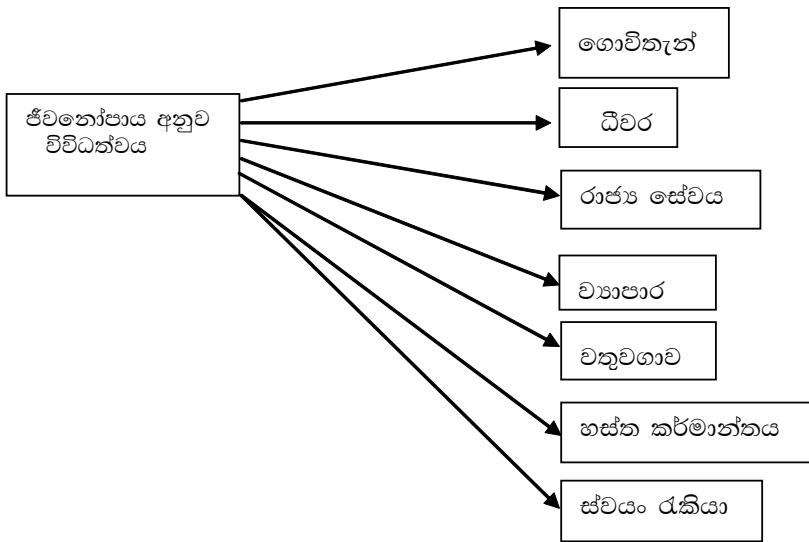 ජීවනෝපාය අනුව
විවිධත්වය
ගොවිතැන්
ධීවර
රාජ්‍ය සේවය
ව්‍යාපාර
වතුවගාව
හස්ත කර්මාන්තය
ස්වයං රැකියා